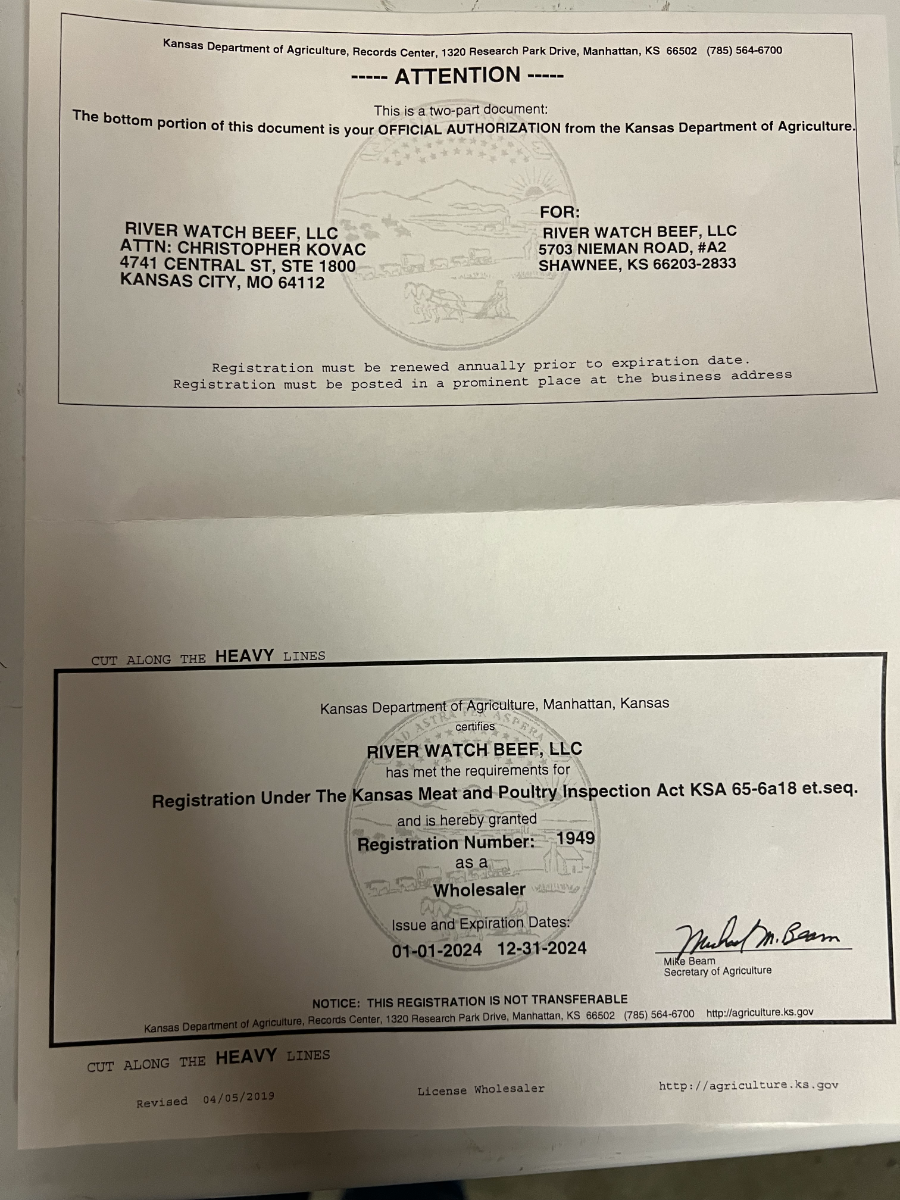 Kansas Department of Agriculture, Records Center, 1320 Research Park Drive, Manhattan, KS 66502 (785) 564-6700
----- ATTENTION -----
This is a two-part document:
The bottom portion of this document is your OFFICIAL AUTHORIZATION from the Kansas Department of Agriculture.
RIVER WATCH BEEF, LLC
ATTN: CHRISTOPHER KOVAC
4741 CENTRAL ST, STE 1800
KANSAS CITY, MO 64112
FOR:
RIVER WATCH BEEF, LLC
5703 NIEMAN ROAD, #A2
SHAWNEE, KS 66203-2833
Registration must be renewed annually prior to expiration date.
Registration must be posted in a prominent place at the business address
CUT ALONG THE HEAVY LINES
Kansas Department of Agriculture, Manhattan, Kansas
certifies
RIVER WATCH BEEF, LLC
has met the requirements for
Registration Under The Kansas Meat and Poultry Inspection Act KSA 65-6a18 et.seq.
and is hereby granted
Registration Number: 1949
as a
Wholesaler
Issue and Expiration Dates:
01-01-2024 12-31-2024
Michael M. Beam
Mike Beam
Secretary of Agriculture
NOTICE: THIS REGISTRATION IS NOT TRANSFERABLE
Kansas Department of Agriculture, Records Center, 1320 Research Park Drive, Manhattan, KS 66502 (785) 564-6700 http://agriculture.ks.gov
CUT ALONG THE HEAVY LINES
Revised 04/05/2019
License Wholesaler
http://agriculture.ks.gov